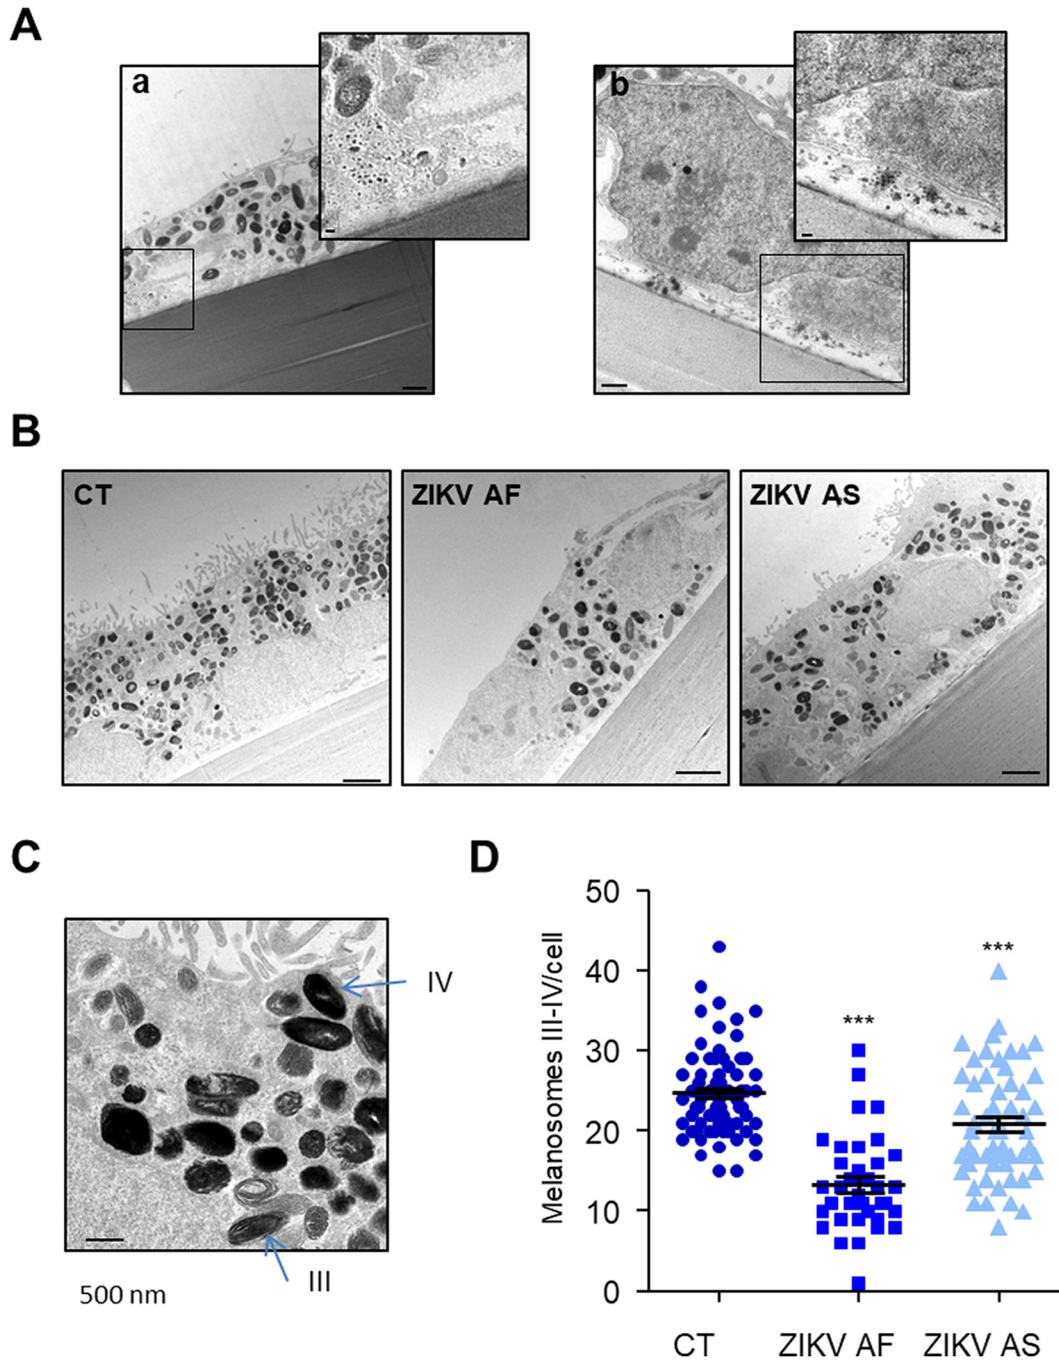 A
a
b
B
CT
ZIKV AF
ZIKV AS
C
IV
III
500 nm
D
Melanosomes III-IV/cell
50
40
30
20
10
0
***
***
CT
ZIKV AF
ZIKV AS